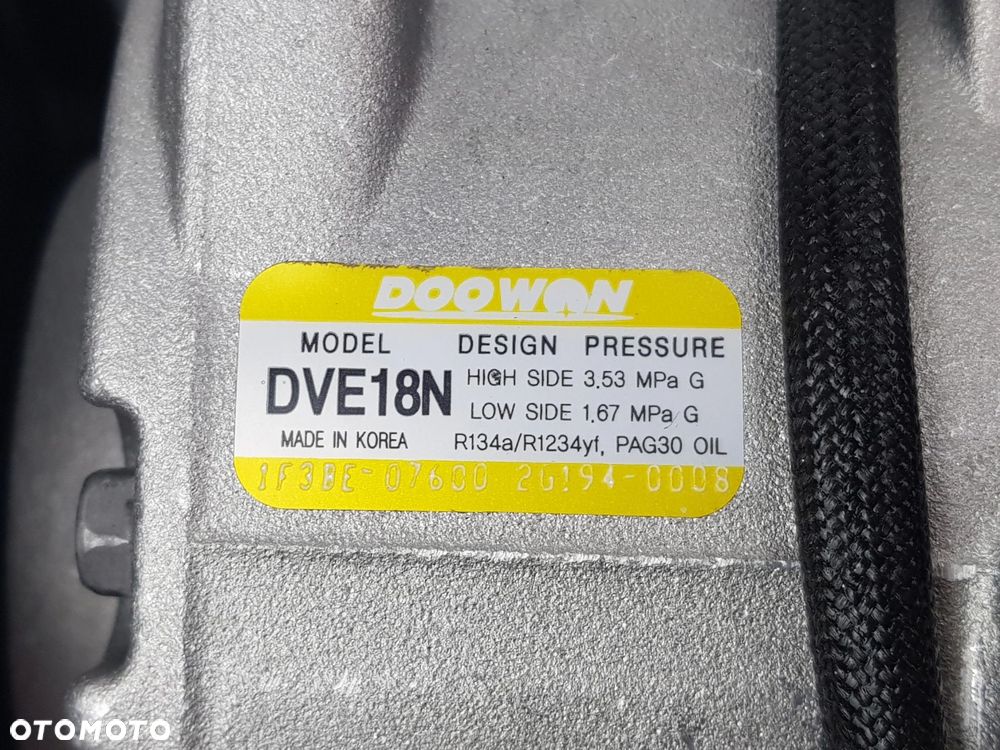 DOOWON
MODEL DESIGN PRESSURE
DVE18N HIGH SIDE 3.53 MPa G
LOW SIDE 1.67 MPa G
MADE IN KOREA R134a/R1234yf, PAG30 OIL
1F3BE-07600 2G194-0008
OTOMOTO